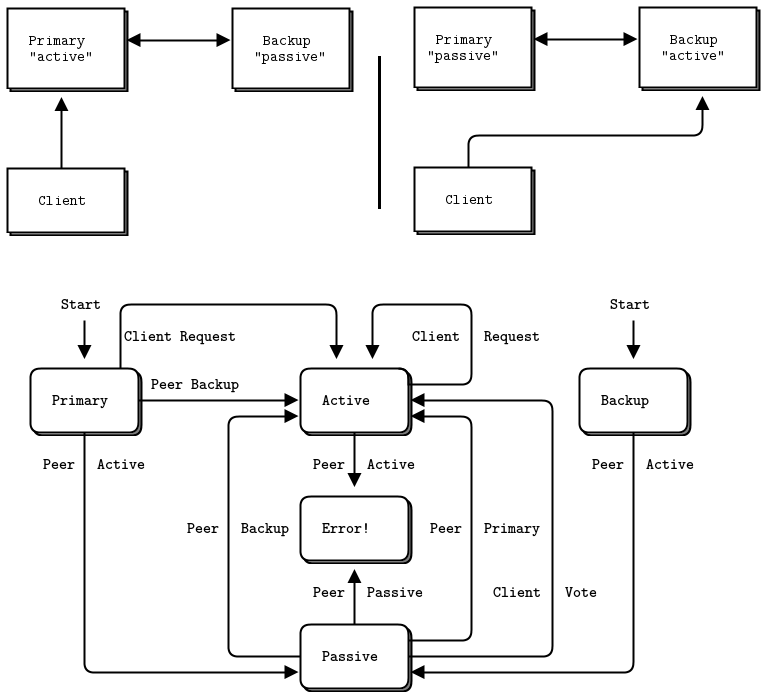 Primary
"active"
Backup
"passive"
Primary
"passive"
Backup
"active"
Client
Client
Start
Start
Client Request
Client Request
Peer Backup
Primary
Active
Backup
Peer Active
Peer Active
Peer Active
Peer Backup
Error!
Peer Primary
Peer Passive
Client Vote
Passive